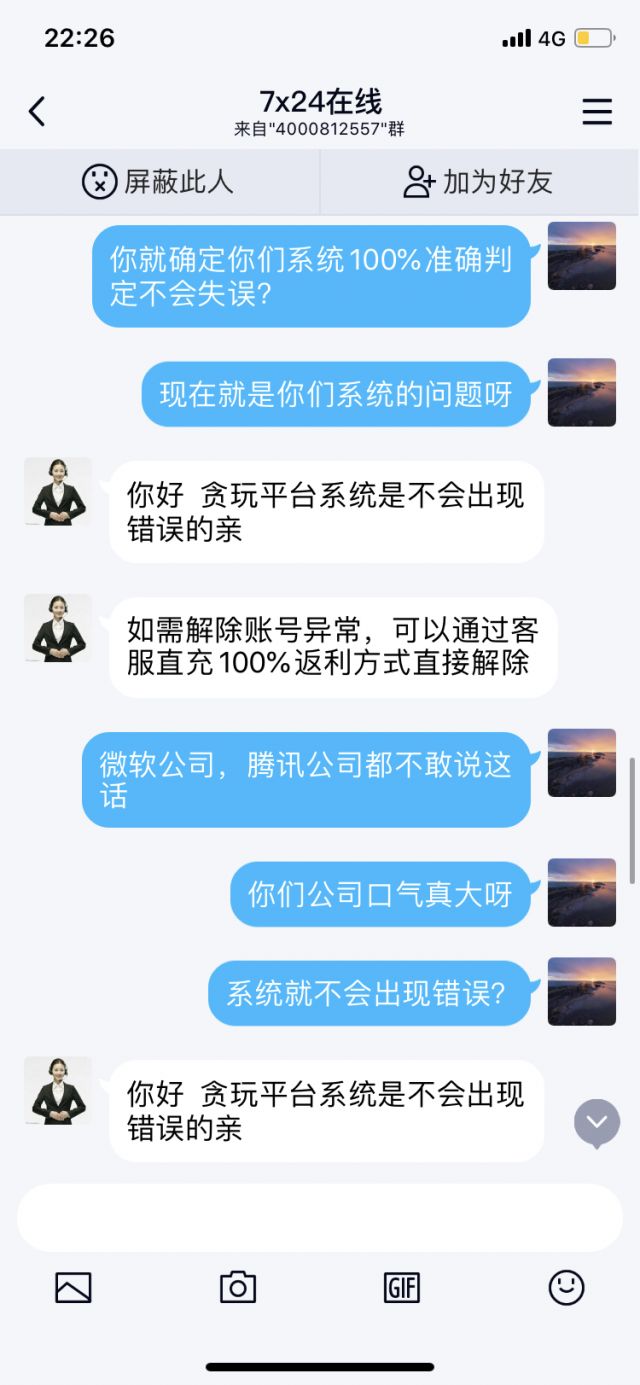 22:26
4G
7x24在线
来自"4000812557"群
屏蔽此人
加为好友
你就确定你们系统100%准确判
定不会失误?
现在就是你们系统的问题呀
你好 贪玩平台系统是不会出现
错误的亲
如需解除账号异常，可以通过客
服直充100%返利方式直接解除
微软公司，腾讯公司都不敢说这
话
你们公司口气真大呀
系统就不会出现错误?
你好 贪玩平台系统是不会出现
错误的亲
GIF